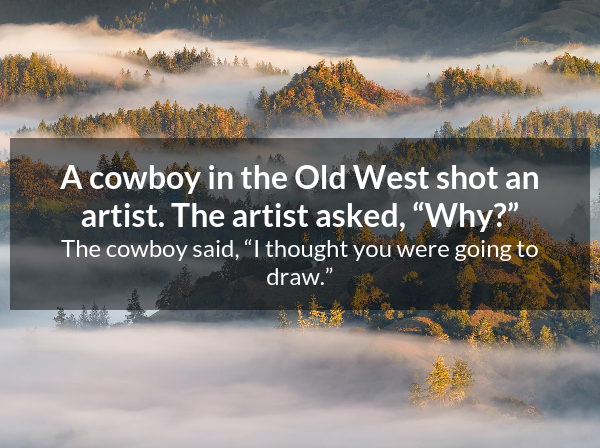 A cowboy in the Old West shot an
artist. The artist asked, “Why?”
The cowboy said, “I thought you were going to
draw.”